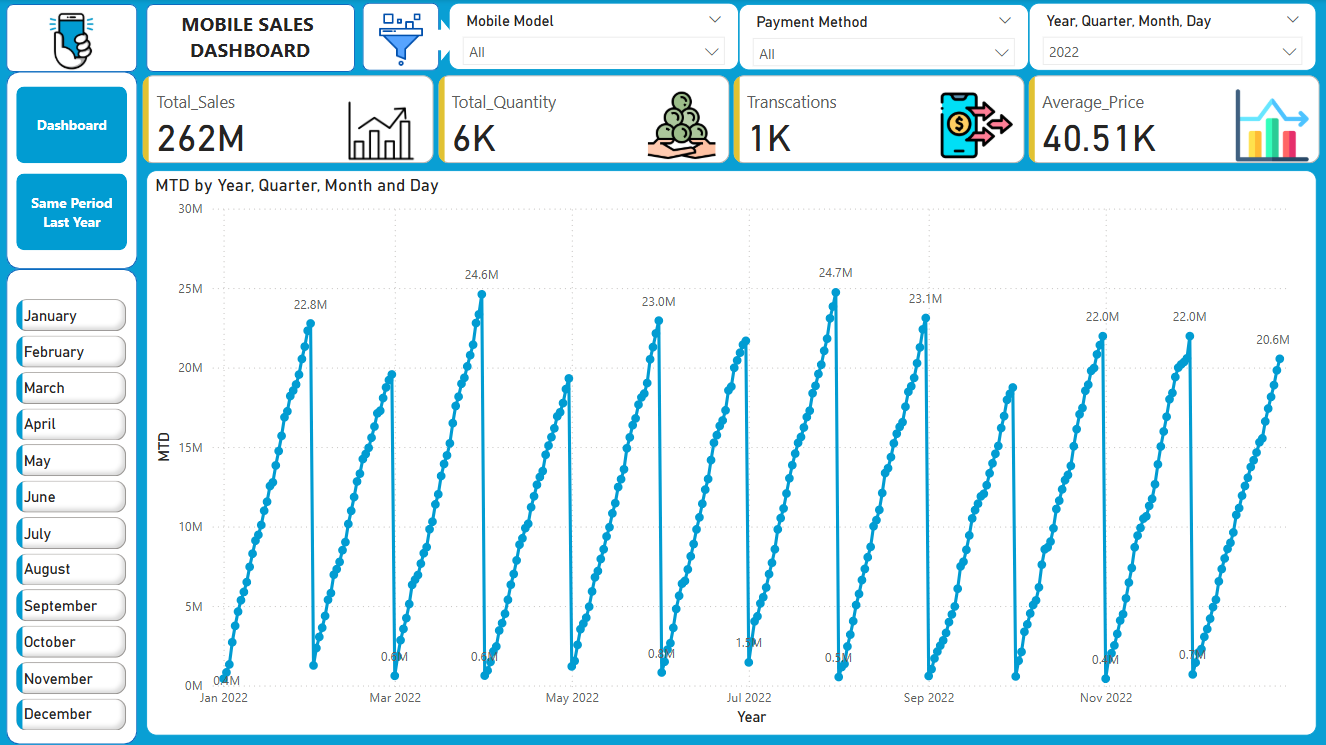 MOBILE SALES
DASHBOARD
Mobile Model
All
Payment Method
All
Year, Quarter, Month, Day
2022
Dashboard
Same Period
Last Year
Total_Sales
262M
Total_Quantity
6K
Transcations
1K
Average_Price
40.51K
January
February
March
April
May
June
July
August
September
October
November
December
MTD by Year, Quarter, Month and Day
MTD
30M
25M
20M
15M
10M
5M
0M
22.8M
24.6M
23.0M
24.7M
23.1M
22.0M
22.0M
20.6M
0.4M
0.6M
0.6M
0.8M
1.5M
0.5M
0.4M
0.7M
Jan 2022
Mar 2022
May 2022
Jul 2022
Sep 2022
Nov 2022
Year